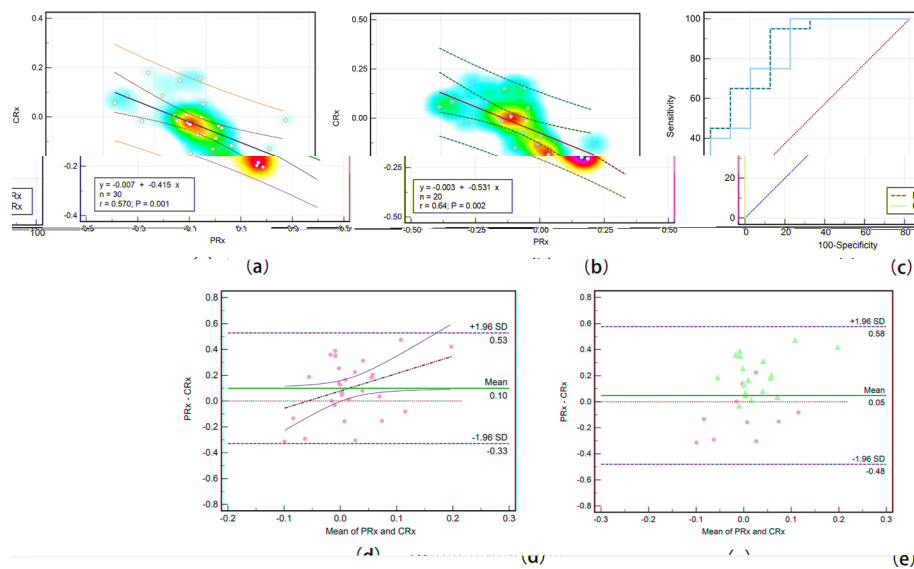 0.4
0.2
0.0
-0.2
-0.4
CRx
y = -0.007 + -0.415 x
n = 30
r = 0.570; P = 0.001
PRx
Rx
Rx
100
(a)
0.50
0.25
0.00
-0.25
-0.50
CRx
y = -0.003 + -0.531 x
n = 20
r = 0.64; P = 0.002
-0.50 -0.25 0.00 0.25 0.50
PRx
(b)
100
80
60
40
20
0
Sensitivity
0 20 40 60 80
100-Specificity
(c)
0.8
0.6
0.4
0.2
0.0
-0.2
-0.4
-0.6
-0.8
PRx - CRx
+1.96 SD
0.53
Mean
0.10
-1.96 SD
-0.33
-0.2 -0.1 0.0 0.1 0.2 0.3
Mean of PRx and CRx
(d)
0.8
0.6
0.4
0.2
0.0
-0.2
-0.4
-0.6
-0.8
PRx - CRx
+1.96 SD
0.58
Mean
0.05
-1.96 SD
-0.48
-0.3 -0.2 -0.1 0.0 0.1 0.2 0.3
Mean of PRx and CRx
(e)